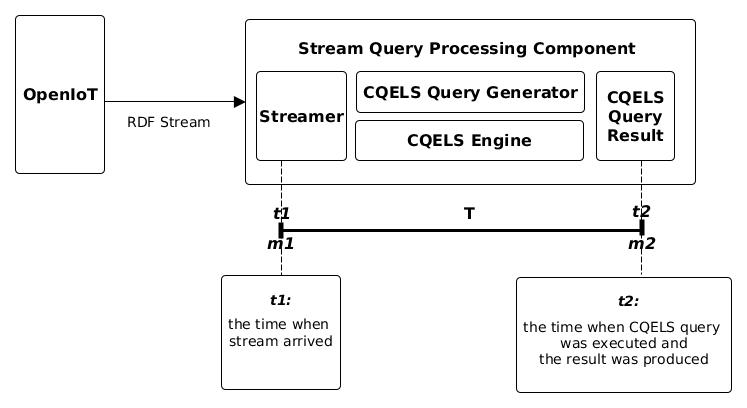 Stream Query Processing Component
OpenIoT
RDF Stream
Streamer
CQELS Query Generator
CQELS Engine
CQELS
Query
Result
t1
T
t2
m1
m2
t1:
the time when
stream arrived
t2:
the time when CQELS query
was executed and
the result was produced